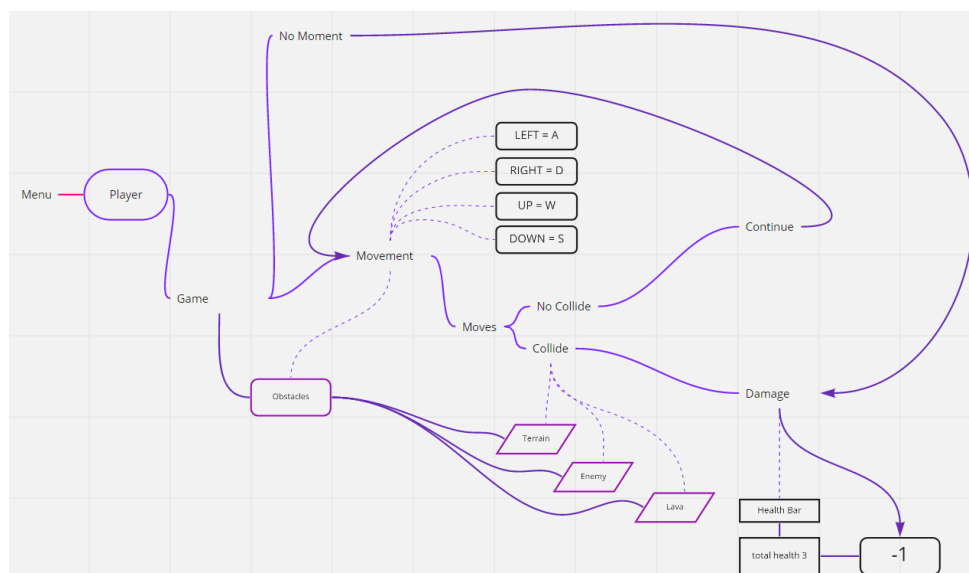 No Moment
LEFT = A
RIGHT = D
Menu
Player
UP = W
Continue
DOWN = S
Movement
Game
No Collide
Moves
Collide
Obstacles
Damage
Terrain
Enemy
Lava
Health Bar
total health 3
-1